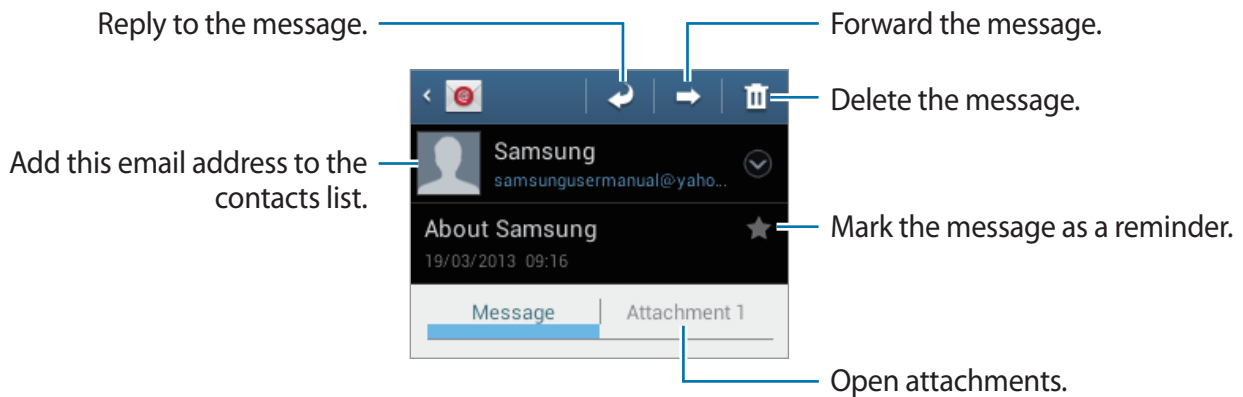 Reply to the message.
Forward the message.
Delete the message.
Add this email address to the
contacts list.
Samsung
samsungusermanual@yaho...
About Samsung
19/03/2013 09:16
Mark the message as a reminder.
Message
Attachment 1
Open attachments.